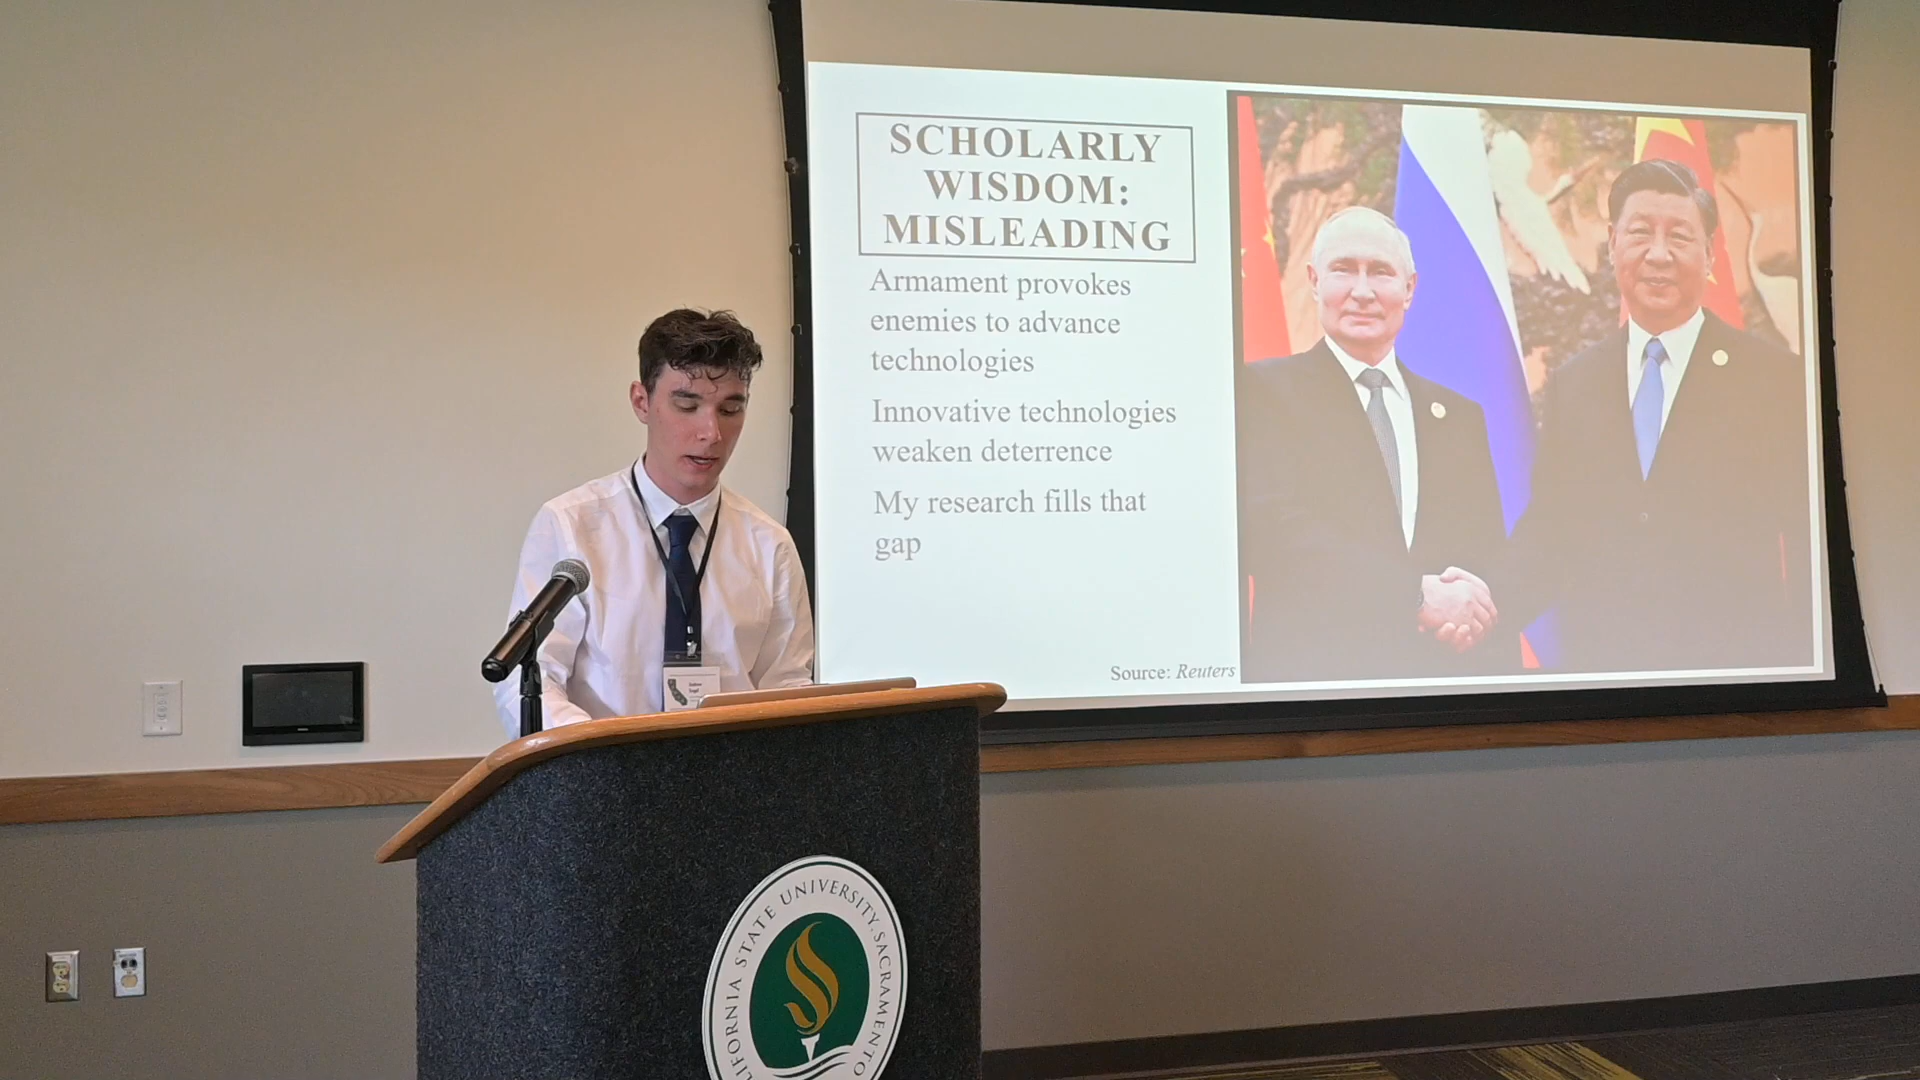 SCHOLARLY
WISDOM:
MISLEADING
Armament provokes
enemies to advance
technologies
Innovative technologies
weaken deterrence
My research fills that
gap
Source: Reuters
LIFORNIA STATE UNIVERSITY, SACRAMENTO